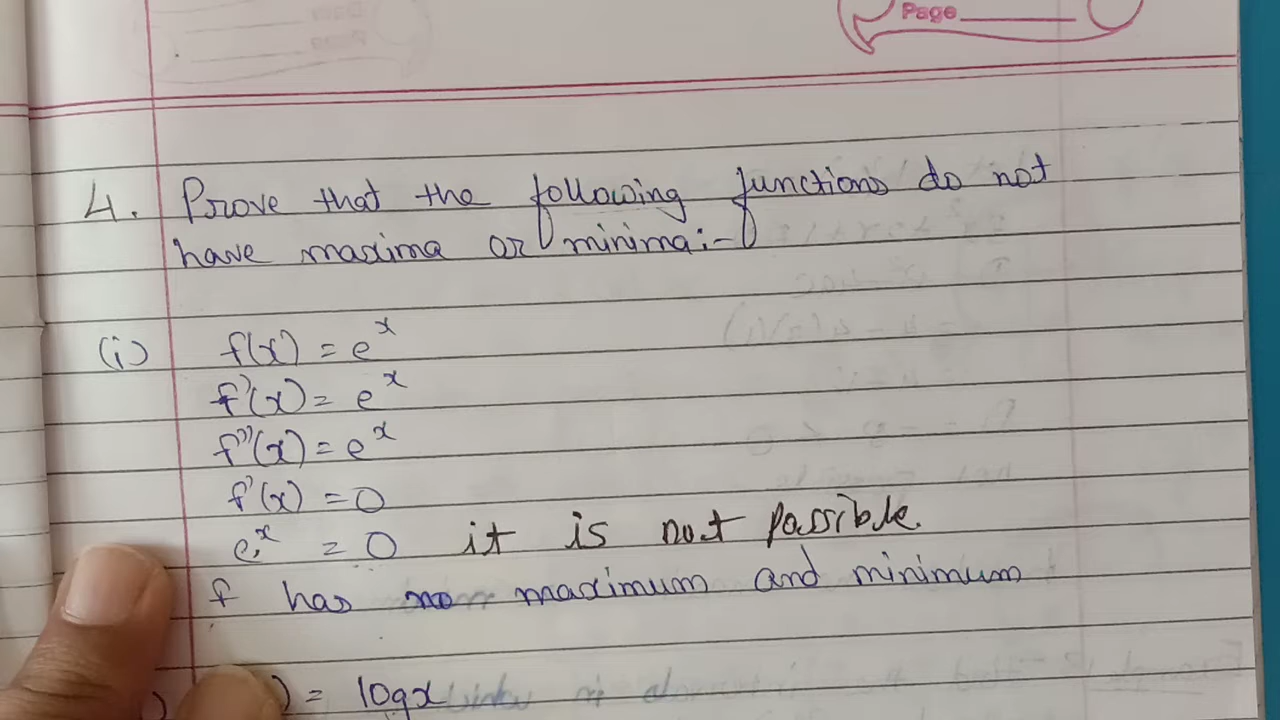 Page
4. Prove that the following functions do not
have maxima or minima:-
(i) f(x) = e^x
f'(x) = e^x
f''(x) = e^x
f'(x) = 0
e^x = 0 it is not possible.
f has no maximum and minimum
) = logx